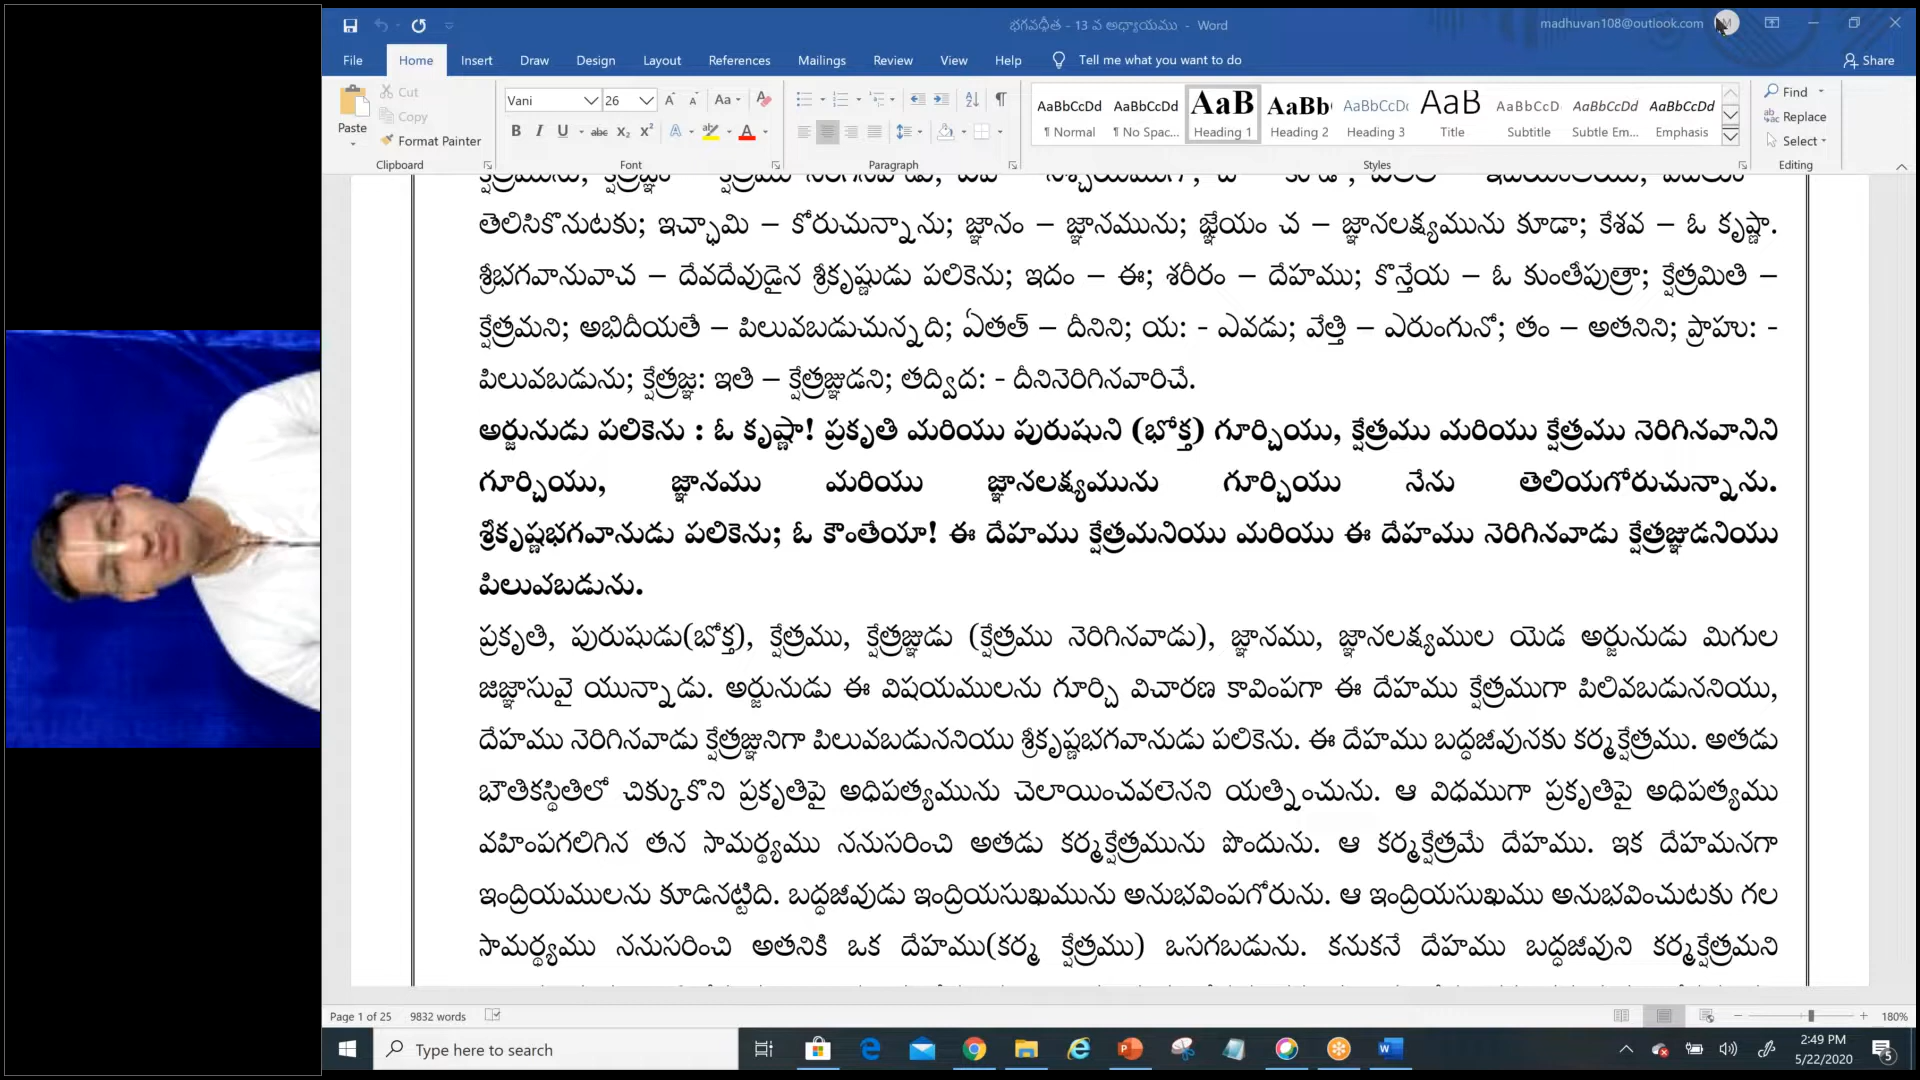 భగవద్గీత - 13 వ అధ్యాయము - Word
madhuvan108@outlook.com
File Home Insert Draw Design Layout References Mailings Review View Help Tell me what you want to do Share
Paste Cut Copy Format Painter
Clipboard
Vani 26
Font
Paragraph
AaBbCcDd AaBbCcDd AaB AaBb AaBbCcDc AaB AaBbCcD AaBbCcDd AaBbCcDd
¶ Normal ¶ No Spac... Heading 1 Heading 2 Heading 3 Title Subtitle Subtle Em... Emphasis
Styles
Find
Replace
Select
Editing
తెలిసికొనుటకు; ఇచ్ఛామి – కోరుచున్నాను; జ్ఞానం – జ్ఞానమును; జ్ఞేయం చ – జ్ఞానలక్ష్యమును కూడా; కేశవ – ఓ కృష్ణా.
శ్రీభగవానువాచ – దేవదేవుడైన శ్రీకృష్ణుడు పలికెను; ఇదం – ఈ; శరీరం – దేహము; కౌన్తేయ – ఓ కుంతీపుత్రా; క్షేత్రమితి –
క్షేత్రమని; అభిదీయతే – పిలువబడుచున్నది; ఏతత్ – దీనిని; య: - ఎవడు; వేత్తి – ఎరుంగునో; తం – అతనిని; ప్రాహు: -
పిలువబడును; క్షేత్రజ్ఞ: ఇతి – క్షేత్రజ్ఞుడని; తద్విద: - దీనినెరిగినవారిచే.
అర్జునుడు పలికెను : ఓ కృష్ణా! ప్రకృతి మరియు పురుషుని (భోక్త) గూర్చియు, క్షేత్రము మరియు క్షేత్రము నెరిగినవానిని
గూర్చియు, జ్ఞానము మరియు జ్ఞానలక్ష్యమును గూర్చియు నేను తెలియగోరుచున్నాను.
శ్రీకృష్ణభగవానుడు పలికెను; ఓ కౌంతేయా! ఈ దేహము క్షేత్రమనియు మరియు ఈ దేహము నెరిగినవాడు క్షేత్రజ్ఞుడనియు
పిలువబడును.
ప్రకృతి, పురుషుడు(భోక్త), క్షేత్రము, క్షేత్రజ్ఞుడు (క్షేత్రము నెరిగినవాడు), జ్ఞానము, జ్ఞానలక్ష్యముల యెడ అర్జునుడు మిగుల
జిజ్ఞాసువై యున్నాడు. అర్జునుడు ఈ విషయములను గూర్చి విచారణ కావింపగా ఈ దేహము క్షేత్రముగా పిలివబడుననియు,
దేహము నెరిగినవాడు క్షేత్రజ్ఞునిగా పిలువబడుననియు శ్రీకృష్ణభగవానుడు పలికెను. ఈ దేహము బద్ధజీవునకు కర్మక్షేత్రము. అతడు
భౌతికస్థితిలో చిక్కుకొని ప్రకృతిపై అధిపత్యమును చెలాయించవలెనని యత్నించును. ఆ విధముగా ప్రకృతిపై అధిపత్యము
వహింపగలిగిన తన సామర్థ్యము ననుసరించి అతడు కర్మక్షేత్రమును పొందును. ఆ కర్మక్షేత్రమే దేహము. ఇక దేహమనగా
ఇంద్రియములను కూడినట్టిది. బద్ధజీవుడు ఇంద్రియసుఖమును అనుభవింపగోరును. ఆ ఇంద్రియసుఖము అనుభవించుటకు గల
సామర్థ్యము ననుసరించి అతనికి ఒక దేహము(కర్మ క్షేత్రము) ఒసగబడును. కనుకనే దేహము బద్ధజీవుని కర్మక్షేత్రమని
Page 1 of 25 9832 words 180%
Type here to search
2:49 PM
5/22/2020
5